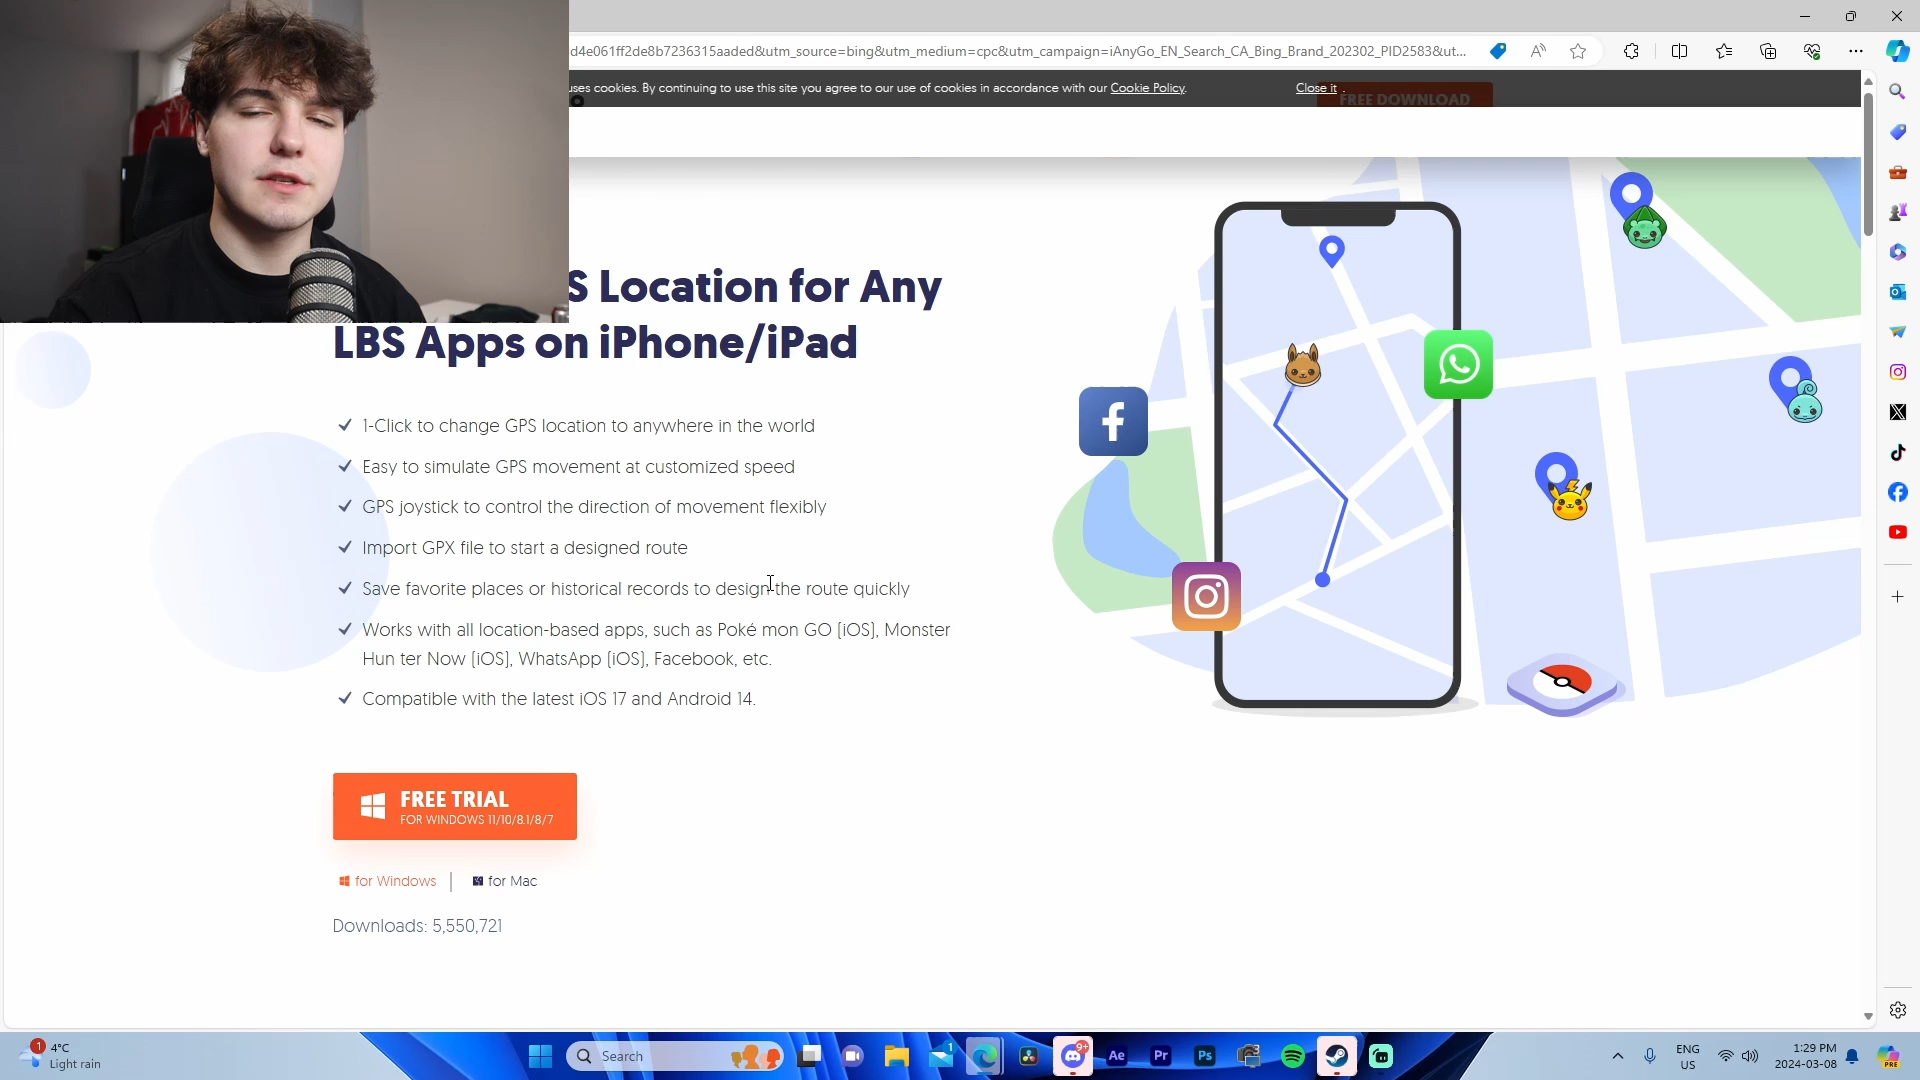 d4e061ff2de8b7236315aaded&utm_source=bing&utm_medium=cpc&utm_campaign=iAnyGo_EN_Search_CA_Bing_Brand_202302_PID2583&ut...
uses cookies. By continuing to use this site you agree to our use of cookies in accordance with our Cookie Policy.
Close it
FREE DOWNLOAD
S Location for Any
LBS Apps on iPhone/iPad
1-Click to change GPS location to anywhere in the world
Easy to simulate GPS movement at customized speed
GPS joystick to control the direction of movement flexibly
Import GPX file to start a designed route
Save favorite places or historical records to design the route quickly
Works with all location-based apps, such as Poké mon GO (iOS), Monster
Hun ter Now (iOS), WhatsApp (iOS), Facebook, etc.
Compatible with the latest iOS 17 and Android 14.
FREE TRIAL
FOR WINDOWS 11/10/8.1/8/7
for Windows | for Mac
Downloads: 5,550,721
1
4°C
Light rain
Search
1
9+
Ae
Pr
Ps
ENG
US
1:29 PM
2024-03-08
PRE